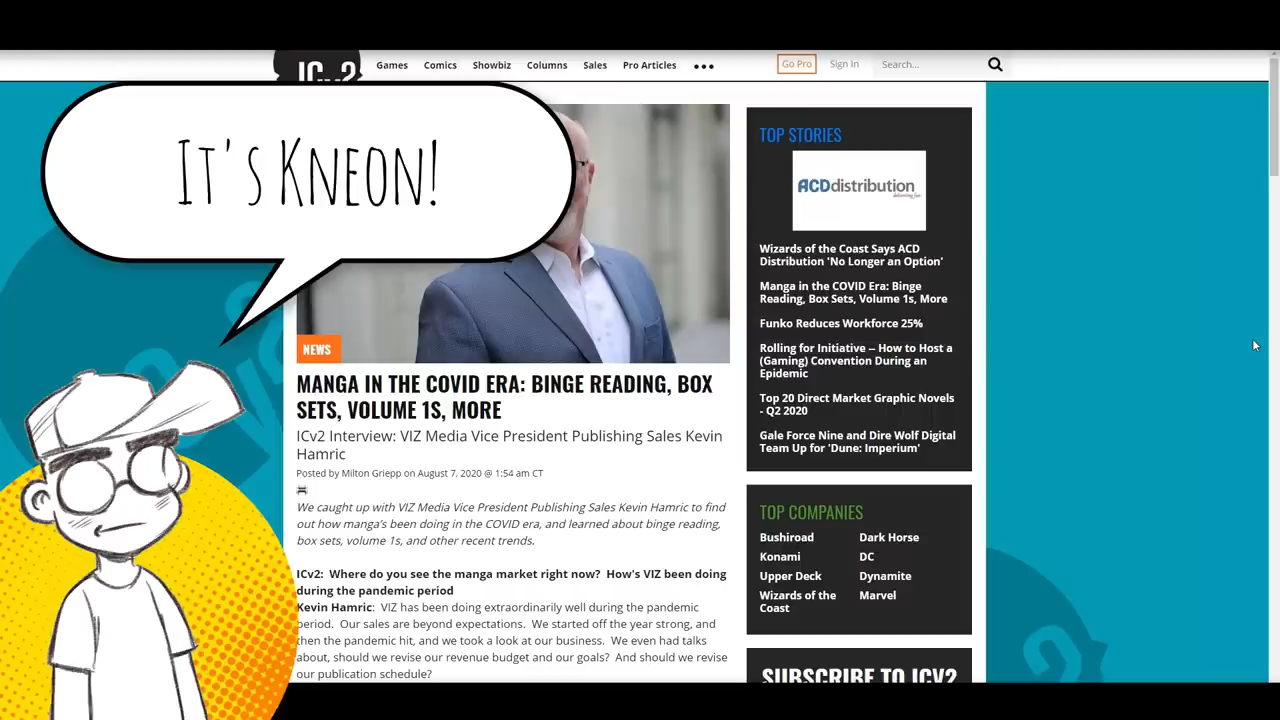 ICv2
Games Comics Showbiz Columns Sales Pro Articles •••
Go Pro Sign In Search...
It's Kneon!
NEWS
MANGA IN THE COVID ERA: BINGE READING, BOX
SETS, VOLUME 1S, MORE
ICv2 Interview: VIZ Media Vice President Publishing Sales Kevin
Hamric
Posted by Milton Griepp on August 7, 2020 @ 1:54 am CT
We caught up with VIZ Media Vice President Publishing Sales Kevin Hamric to find
out how manga's been doing in the COVID era, and learned about binge reading,
box sets, volume 1s, and other recent trends.
ICv2: Where do you see the manga market right now? How's VIZ been doing
during the pandemic period
Kevin Hamric: VIZ has been doing extraordinarily well during the pandemic
period. Our sales are beyond expectations. We started off the year strong, and
then the pandemic hit, and we took a look at our business. We even had talks
about, should we revise our revenue budget and our goals? And should we revise
our publication schedule?
TOP STORIES
ACDdistribution
Wizards of the Coast Says ACD
Distribution 'No Longer an Option'
Manga in the COVID Era: Binge
Reading, Box Sets, Volume 1s, More
Funko Reduces Workforce 25%
Rolling for Initiative -- How to Host a
(Gaming) Convention During an
Epidemic
Top 20 Direct Market Graphic Novels
- Q2 2020
Gale Force Nine and Dire Wolf Digital
Team Up for 'Dune: Imperium'
TOP COMPANIES
Bushiroad Dark Horse
Konami DC
Upper Deck Dynamite
Wizards of the Marvel
Coast
SUBSCRIBE TO ICV2